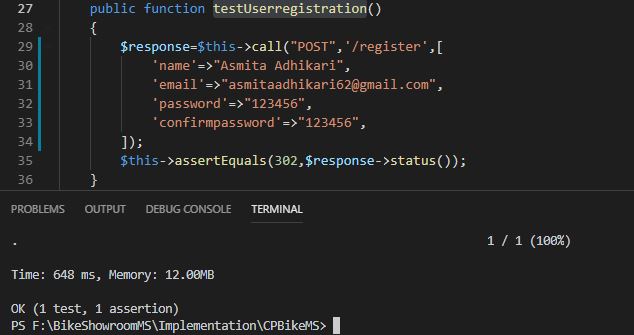 27 public function testUserregistration()
28 {
29 $response=$this->call("POST",'/register',[
30 'name'=>"Asmita Adhikari",
31 'email'=>"asmitaadhikari62@gmail.com",
32 'password'=>"123456",
33 'confirmpassword'=>"123456",
34 ]);
35 $this->assertEquals(302,$response->status());
36 }
PROBLEMS OUTPUT DEBUG CONSOLE TERMINAL
. 1 / 1 (100%)
Time: 648 ms, Memory: 12.00MB
OK (1 test, 1 assertion)
PS F:\BikeShowroomMS\Implementation\CPBikeMS>